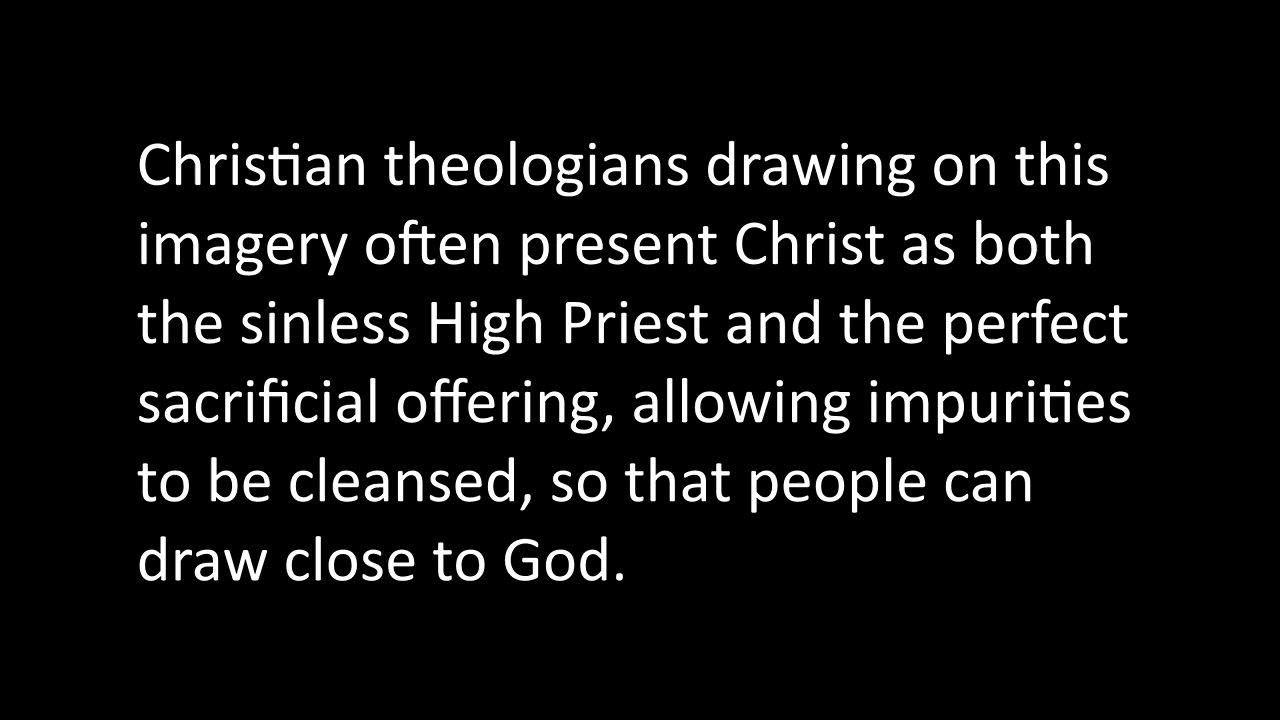 Christian theologians drawing on this
imagery often present Christ as both
the sinless High Priest and the perfect
sacrificial offering, allowing impurities
to be cleansed, so that people can
draw close to God.